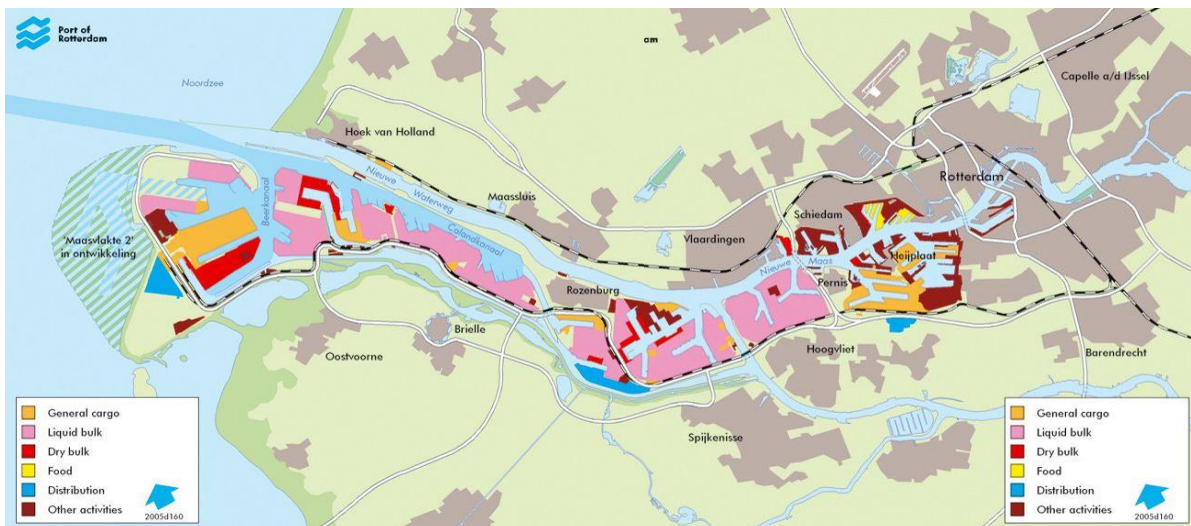 Port of
Rotterdam
am
Noordzee
Capelle a/d IJssel
Hoek van Holland
Nieuwe Waterweg
Maassluis
Rotterdam
Beerkanaal
Schiedam
'Maasvlakte 2'
in ontwikkeling
Calandkanaal
Vlaardingen
Heijplaat
Nieuwe Maas
Rozenburg
Pernis
Brielle
Oostvoorne
Hoogvliet
Barendrecht
Spijkenisse
General cargo
Liquid bulk
Dry bulk
Food
Distribution
Other activities
2005d160
General cargo
Liquid bulk
Dry bulk
Food
Distribution
Other activities
2005d160